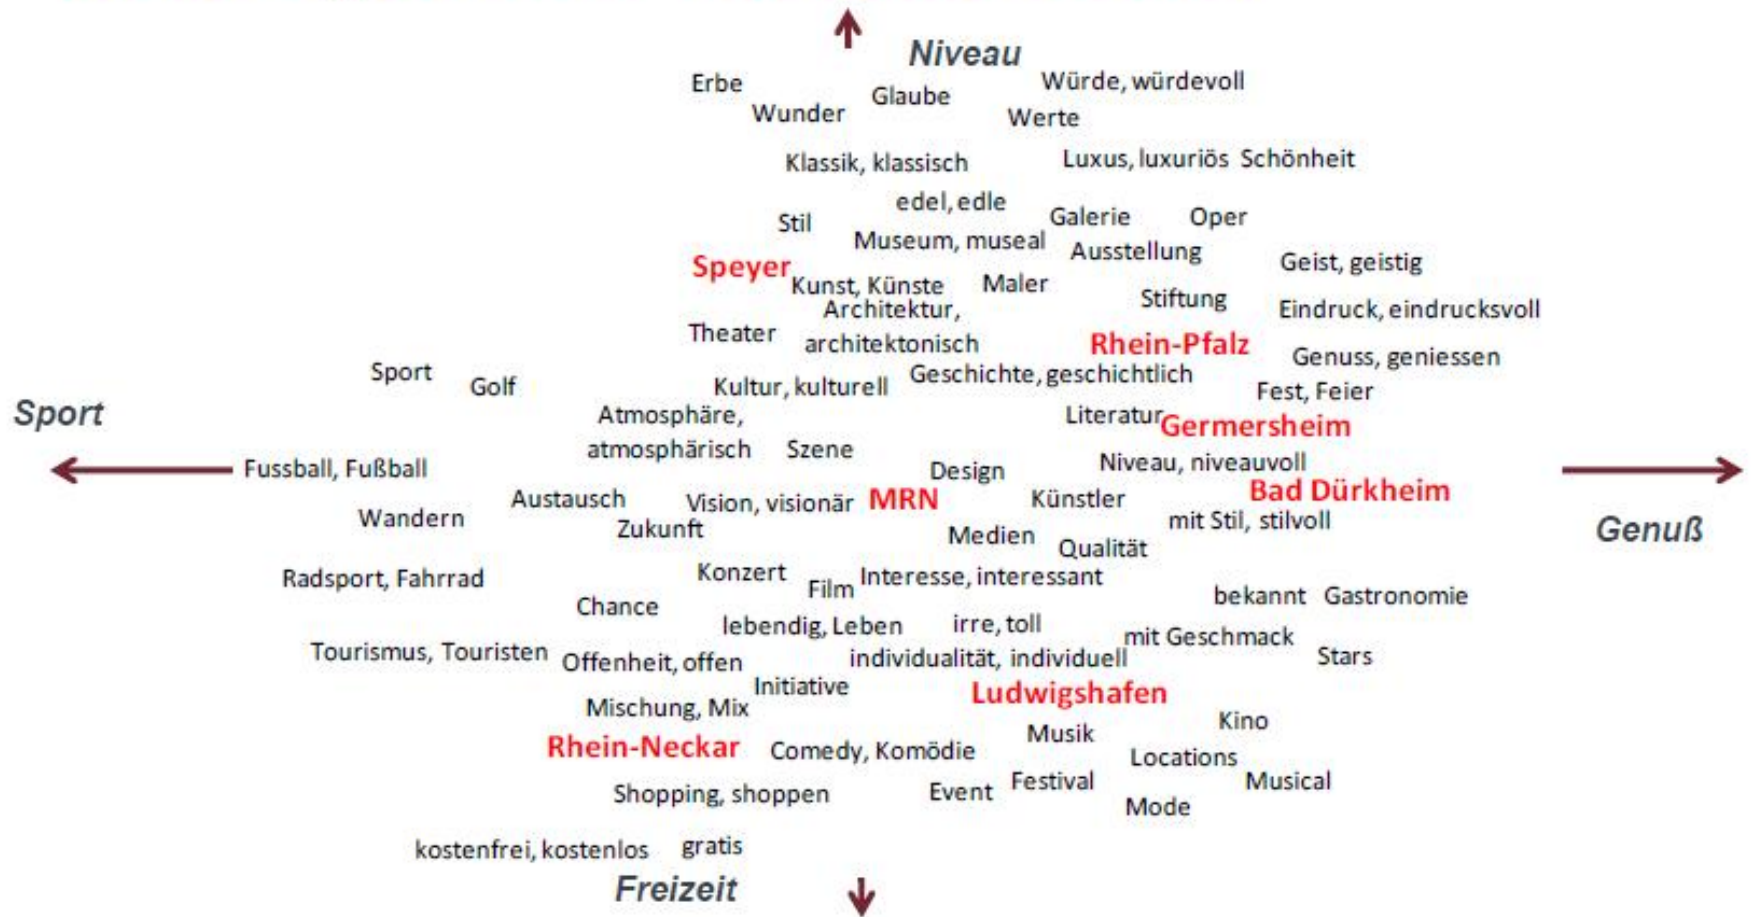 Niveau
Erbe
Würde, würdevoll
Glaube
Wunder
Werte
Klassik, klassisch
Luxus, luxuriös Schönheit
edel, edle
Stil
Galerie
Oper
Museum, museal
Ausstellung
Speyer
Geist, geistig
Kunst, Künste
Maler
Stiftung
Architektur,
architektonisch
Eindruck, eindrucksvoll
Theater
Rhein-Pfalz
Genuss, geniessen
Sport
Golf
Kultur, kulturell
Geschichte, geschichtlich
Fest, Feier
Sport
Atmosphäre,
atmosphärisch
Literatur
Germersheim
Szene
Fussball, Fußball
Design
Niveau, niveauvoll
Bad Dürkheim
Austausch
Vision, visionär
MRN
Künstler
Wandern
Zukunft
mit Stil, stilvoll
Genuß
Medien
Qualität
Radsport, Fahrrad
Konzert
Film
Interesse, interessant
bekannt
Gastronomie
Chance
lebendig, Leben
irre, toll
mit Geschmack
Tourismus, Touristen
Offenheit, offen
individualität, individuell
Stars
Initiative
Ludwigshafen
Mischung, Mix
Kino
Musik
Rhein-Neckar
Comedy, Komödie
Locations
Festival
Musical
Shopping, shoppen
Event
Mode
kostenfrei, kostenlos
gratis
Freizeit